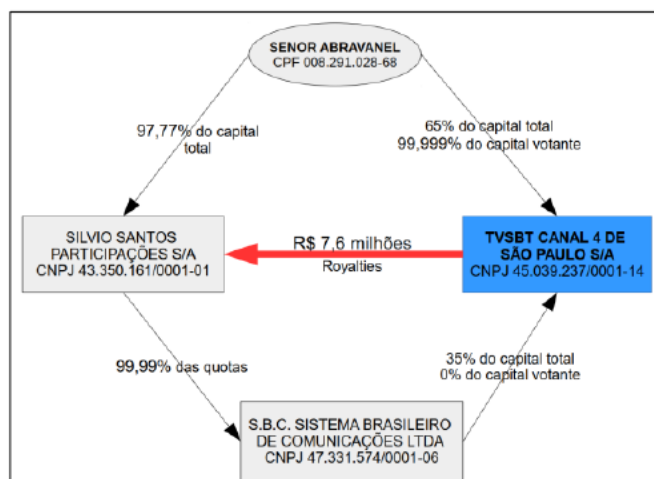 SENOR ABRAVANEL
CPF 008.291.028-68
97,77% do capital
total
65% do capital total
99,999% do capital votante
SILVIO SANTOS
PARTICIPAÇÕES S/A
CNPJ 43.350.161/0001-01
R$ 7,6 milhões
Royalties
TVSBT CANAL 4 DE
SÃO PAULO S/A
CNPJ 45.039.237/0001-14
99,99% das quotas
35% do capital total
0% do capital votante
S.B.C. SISTEMA BRASILEIRO
DE COMUNICAÇÕES LTDA
CNPJ 47.331.574/0001-06